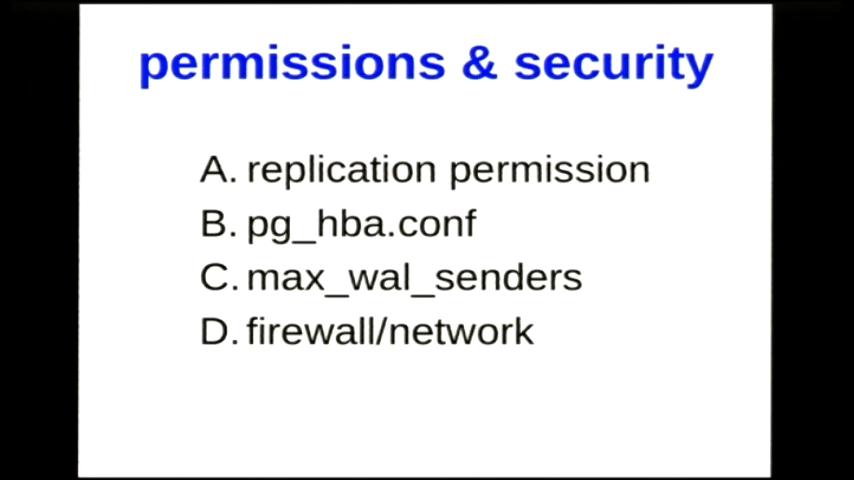 permissions & security
A. replication permission
B. pg_hba.conf
C. max_wal_senders
D. firewall/network